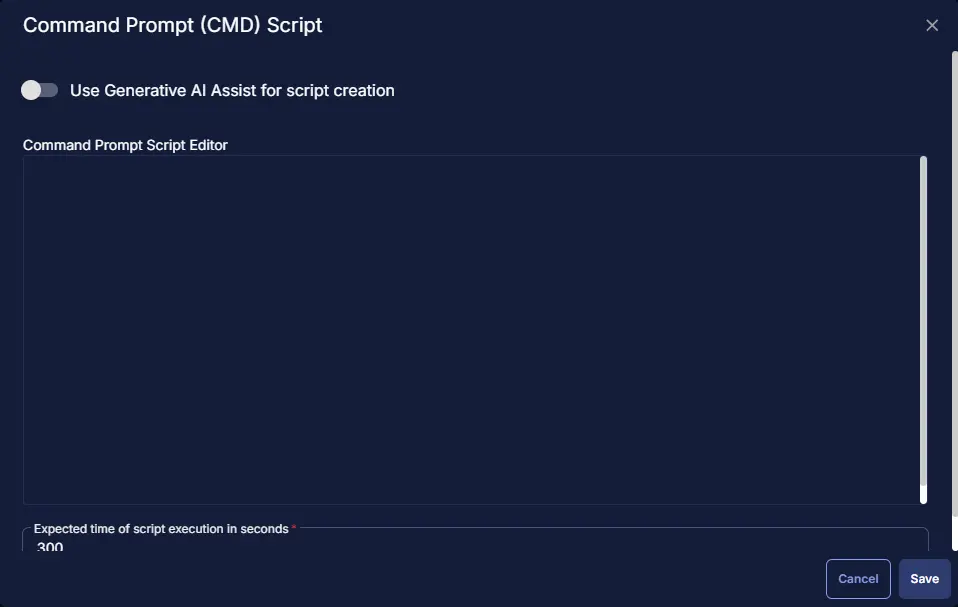 Command Prompt (CMD) Script
Use Generative AI Assist for script creation
Command Prompt Script Editor
Expected time of script execution in seconds *
300
Cancel
Save